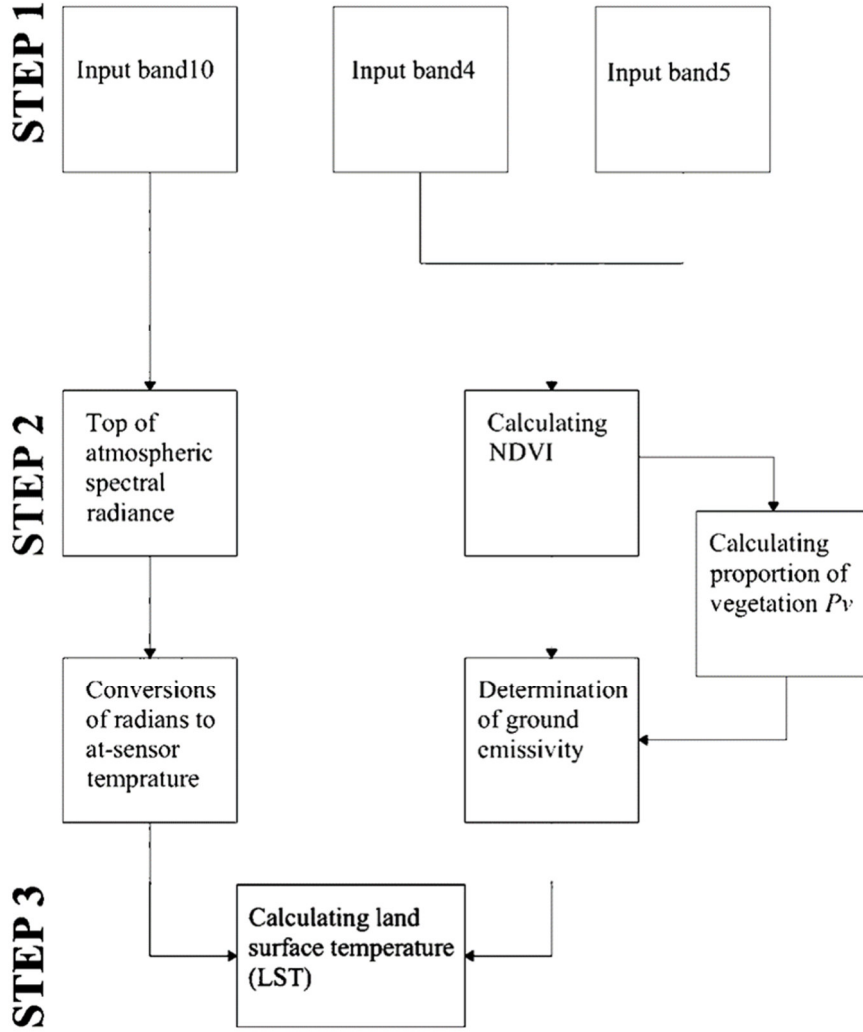 STEP 1
Input band10
Input band4
Input band5
STEP 2
Top of
atmospheric
spectral
radiance
Calculating
NDVI
Calculating
proportion of
vegetation Pv
Conversions
of radians to
at-sensor
temprature
Determination
of ground
emissivity
STEP 3
Calculating land
surface temperature
(LST)